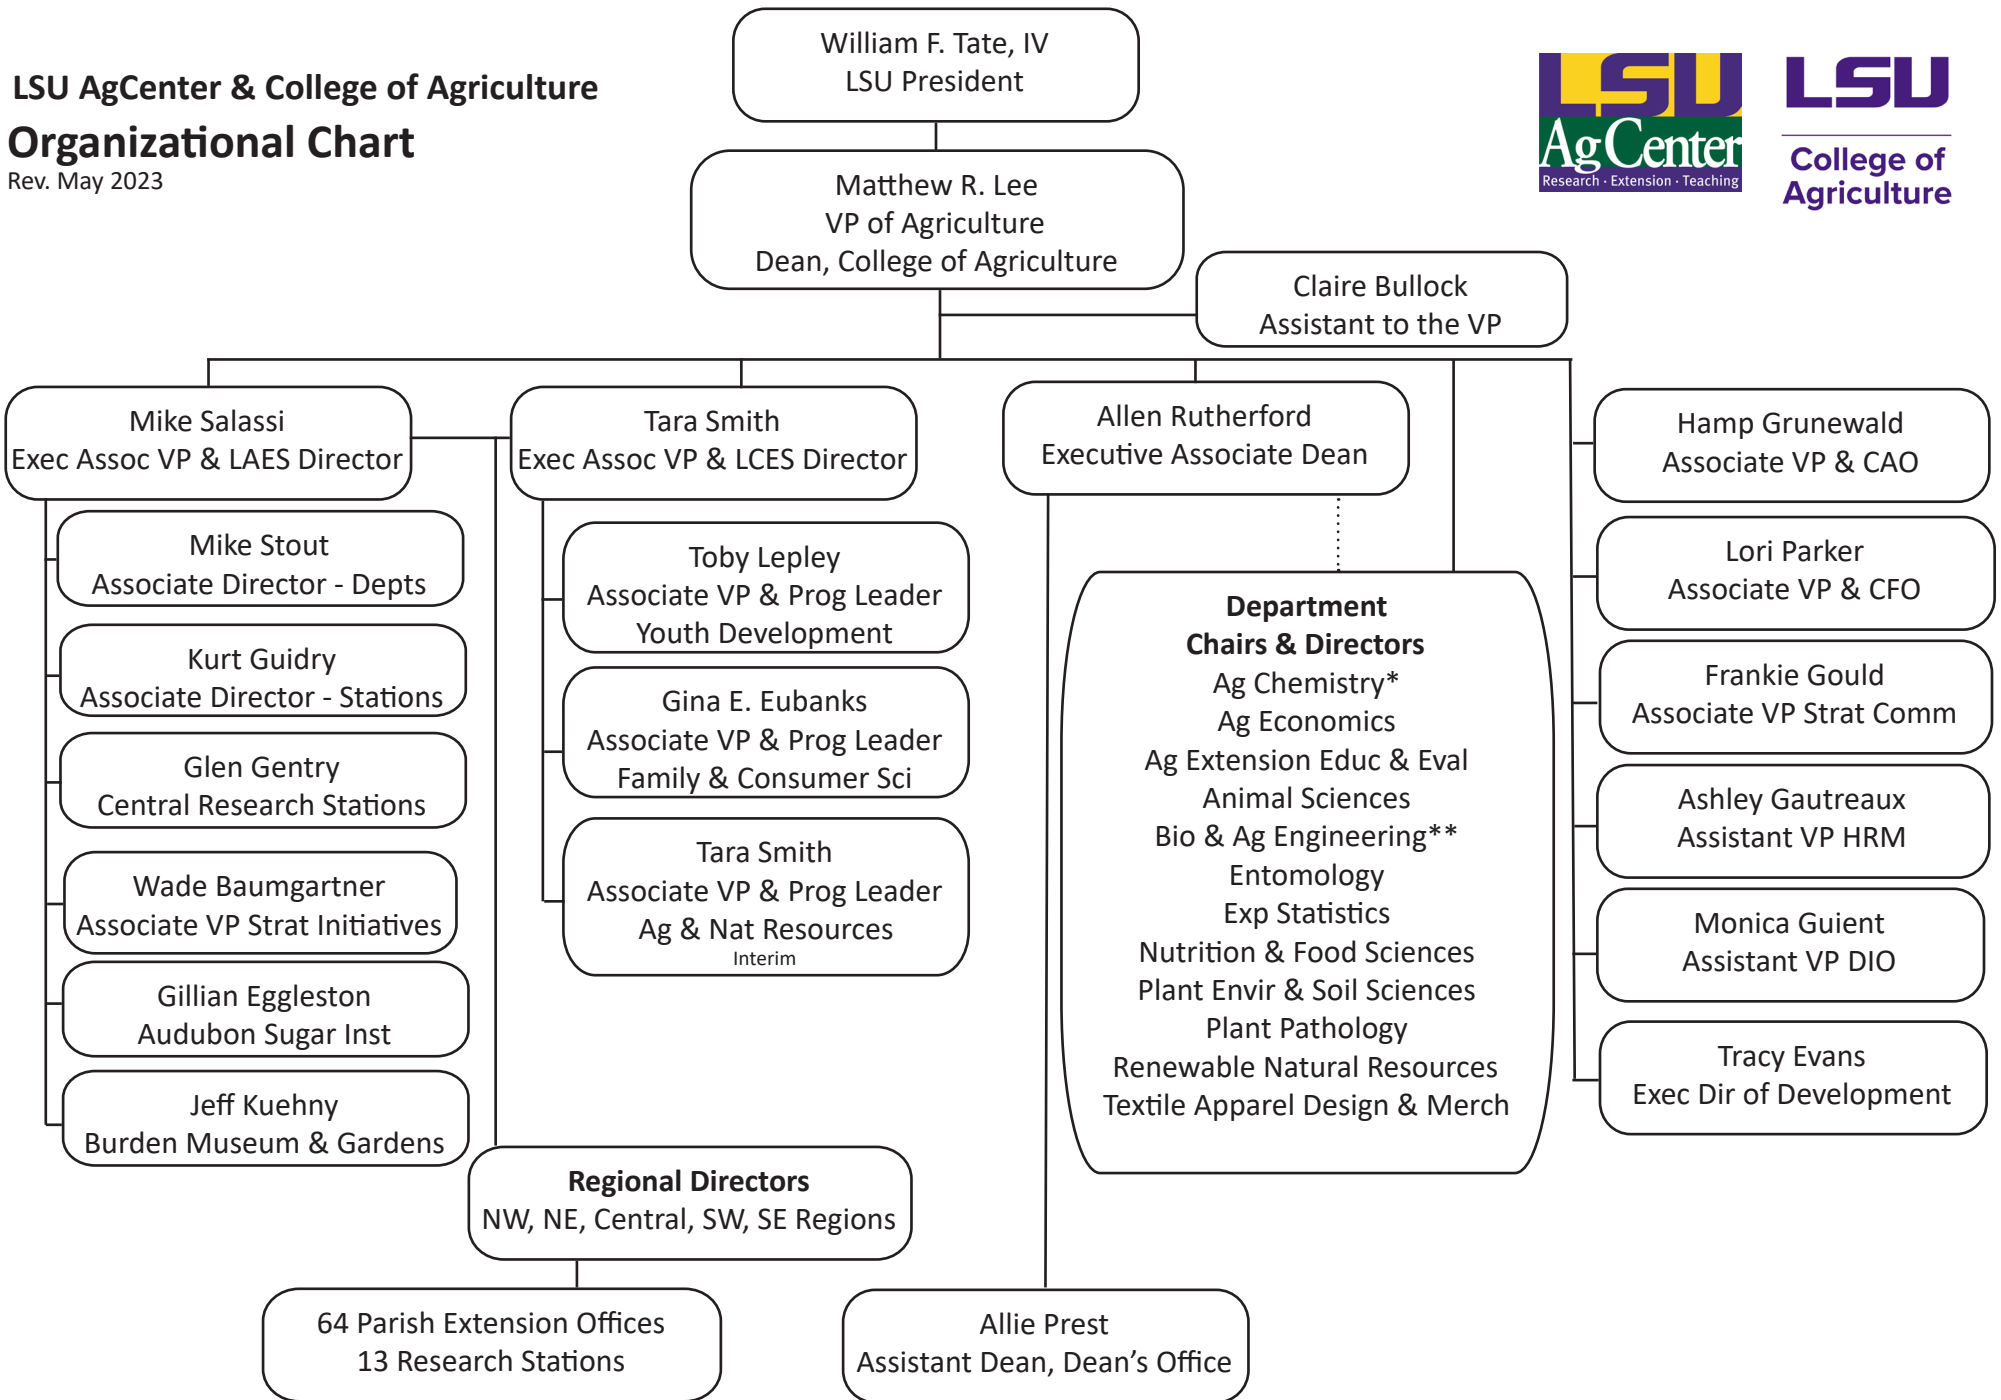 LSU AgCenter & College of Agriculture
Organizational Chart
Rev. May 2023
William F. Tate, IV
LSU President
LSU
AgCenter
Research · Extension · Teaching
LSU
College of
Agriculture
Matthew R. Lee
VP of Agriculture
Dean, College of Agriculture
Claire Bullock
Assistant to the VP
Mike Salassi
Exec Assoc VP & LAES Director
Mike Stout
Associate Director - Depts
Kurt Guidry
Associate Director - Stations
Glen Gentry
Central Research Stations
Wade Baumgartner
Associate VP Strat Initiatives
Gillian Eggleston
Audubon Sugar Inst
Jeff Kuehny
Burden Museum & Gardens
Tara Smith
Exec Assoc VP & LCES Director
Toby Lepley
Associate VP & Prog Leader
Youth Development
Gina E. Eubanks
Associate VP & Prog Leader
Family & Consumer Sci
Tara Smith
Associate VP & Prog Leader
Ag & Nat Resources
Interim
Regional Directors
NW, NE, Central, SW, SE Regions
64 Parish Extension Offices
13 Research Stations
Allen Rutherford
Executive Associate Dean
Department
Chairs & Directors
Ag Chemistry*
Ag Economics
Ag Extension Educ & Eval
Animal Sciences
Bio & Ag Engineering**
Entomology
Exp Statistics
Nutrition & Food Sciences
Plant Envir & Soil Sciences
Plant Pathology
Renewable Natural Resources
Textile Apparel Design & Merch
Allie Prest
Assistant Dean, Dean's Office
Hamp Grunewald
Associate VP & CAO
Lori Parker
Associate VP & CFO
Frankie Gould
Associate VP Strat Comm
Ashley Gautreaux
Assistant VP HRM
Monica Guient
Assistant VP DIO
Tracy Evans
Exec Dir of Development